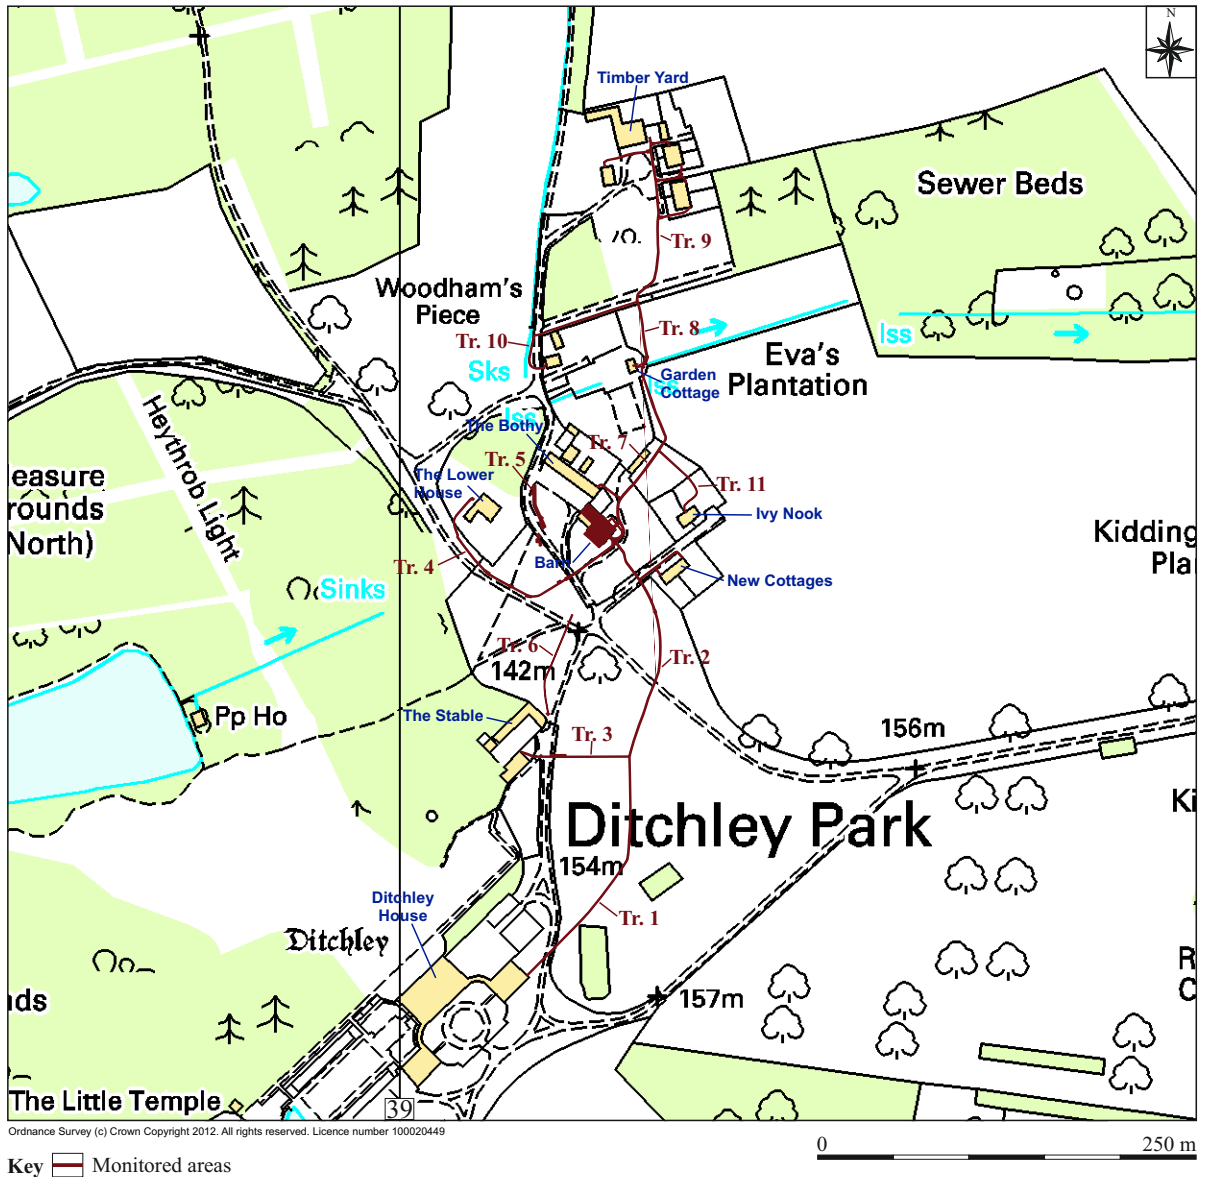 N
Timber Yard
Sewer Beds
Tr. 9
Woodham's
Piece
Tr. 10
Tr. 8
Iss
Sks
Eva's
Plantation
Garden
Cottage
Iss
Iss
The Bothy
Heythrob Light
Tr. 7
Tr. 5
The Lower
House
Tr. 11
leasure
rounds
North)
Ivy Nook
Kidding
Pla
Barn
Tr. 4
New Cottages
Sinks
Tr. 6
142m
Tr. 2
Pp Ho
The Stable
Tr. 3
156m
Ki
Ditchley Park
154m
Ditchley
House
Tr. 1
Ditchley
R
C
nds
157m
The Little Temple
39
Ordnance Survey (c) Crown Copyright 2012. All rights reserved. Licence number 100020449
0 250 m
Key Monitored areas